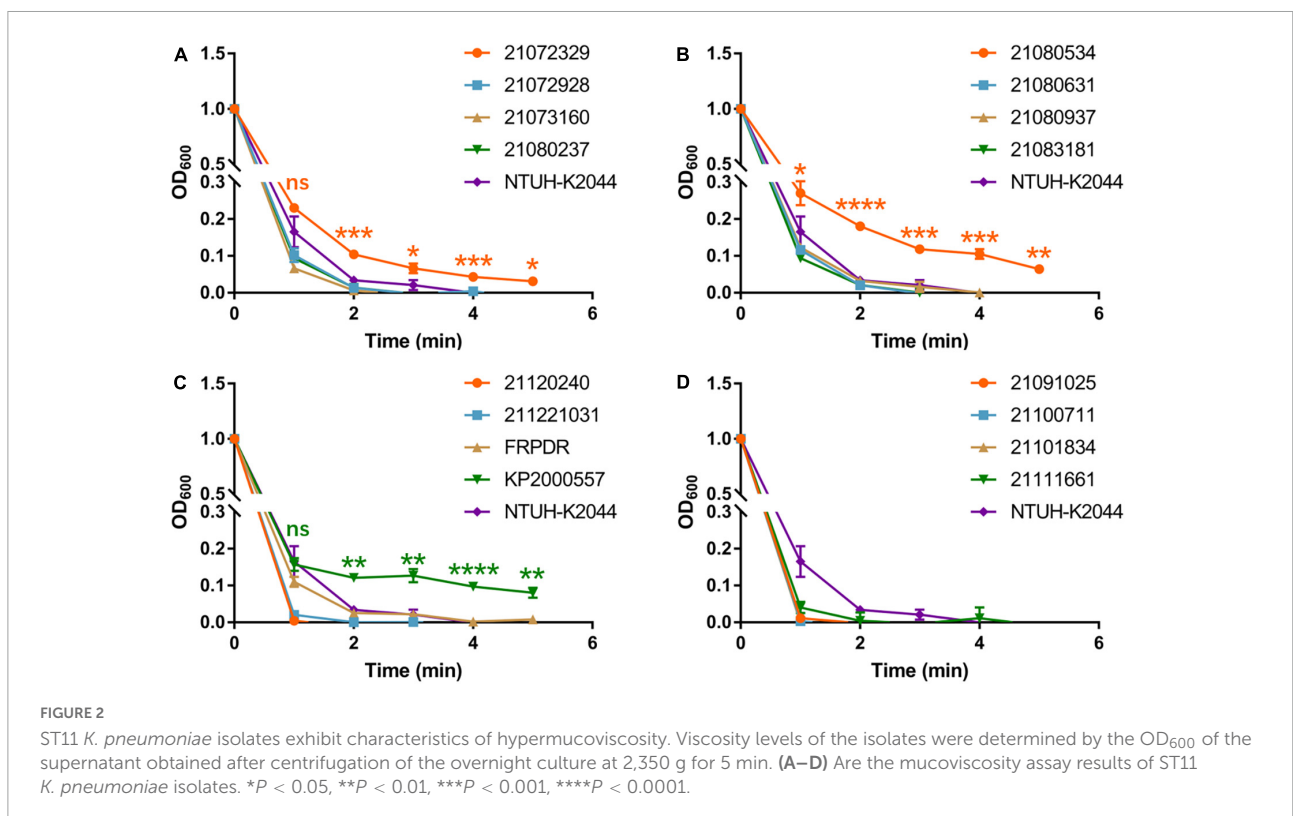 A
1.5
1.0
0.5
0.3
0.2
0.1
0.0
OD600
0 2 4 6
Time (min)
21072329
21072928
21073160
21080237
NTUH-K2044
ns
***
*
***
*
B
1.5
1.0
0.5
0.3
0.2
0.1
0.0
OD600
0 2 4 6
Time (min)
21080534
21080631
21080937
21083181
NTUH-K2044
*
****
***
***
**
C
1.5
1.0
0.5
0.3
0.2
0.1
0.0
OD600
0 2 4 6
Time (min)
21120240
211221031
FRPDR
KP2000557
NTUH-K2044
ns
**
**
****
**
D
1.5
1.0
0.5
0.3
0.2
0.1
0.0
OD600
0 2 4 6
Time (min)
21091025
21100711
21101834
21111661
NTUH-K2044
FIGURE 2
ST11 K. pneumoniae isolates exhibit characteristics of hypermucoviscosity. Viscosity levels of the isolates were determined by the OD600 of the
supernatant obtained after centrifugation of the overnight culture at 2,350 g for 5 min. (A–D) Are the mucoviscosity assay results of ST11
K. pneumoniae isolates. *P < 0.05, **P < 0.01, ***P < 0.001, ****P < 0.0001.